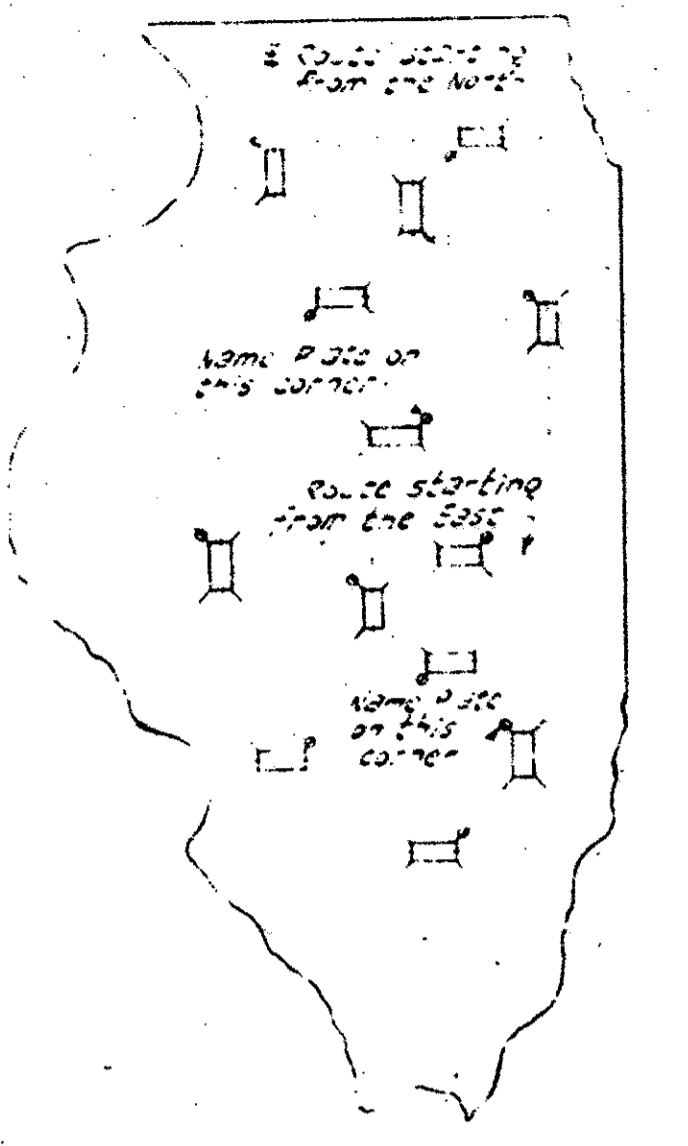 ₵ Route starting
from the North
Name Plate on
this corner
Route starting
from the East
Name Plate
on this
corner